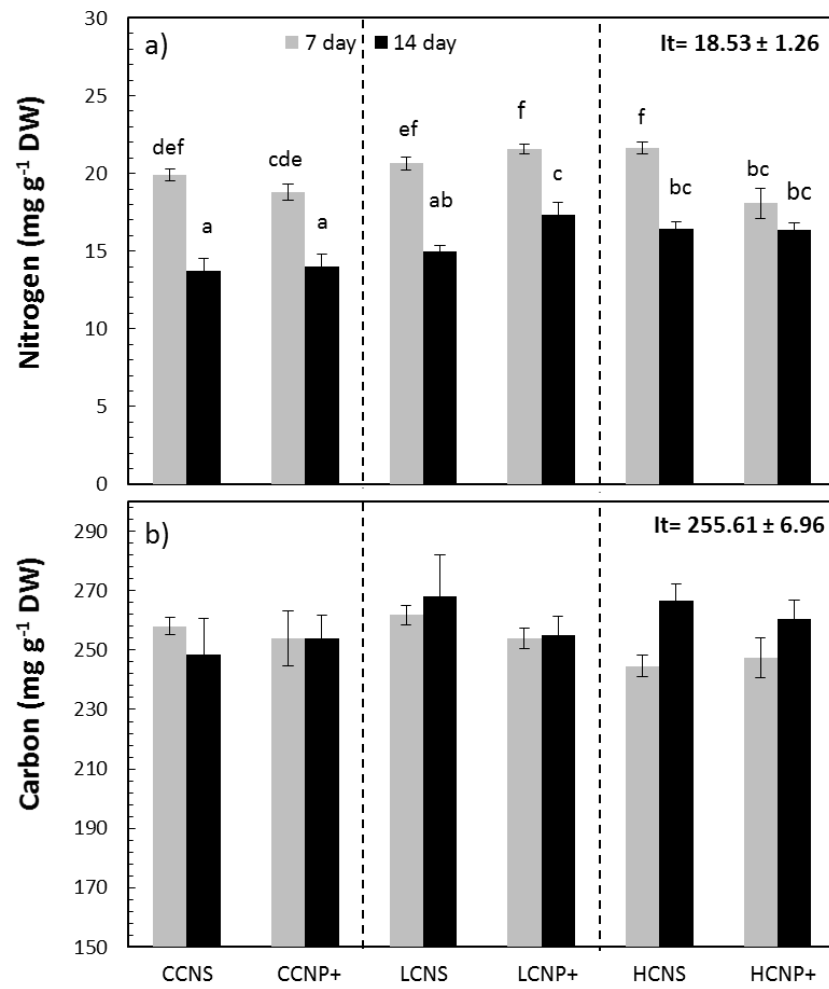 a)
7 day
14 day
It= 18.53 ± 1.26
Nitrogen (mg g⁻¹ DW)
30
25
20
15
10
5
0
def
a
cde
a
ef
ab
f
c
f
bc
bc
bc
b)
It= 255.61 ± 6.96
Carbon (mg g⁻¹ DW)
290
270
250
230
210
190
170
150
CCNS CCNP+ LCNS LCNP+ HCNS HCNP+